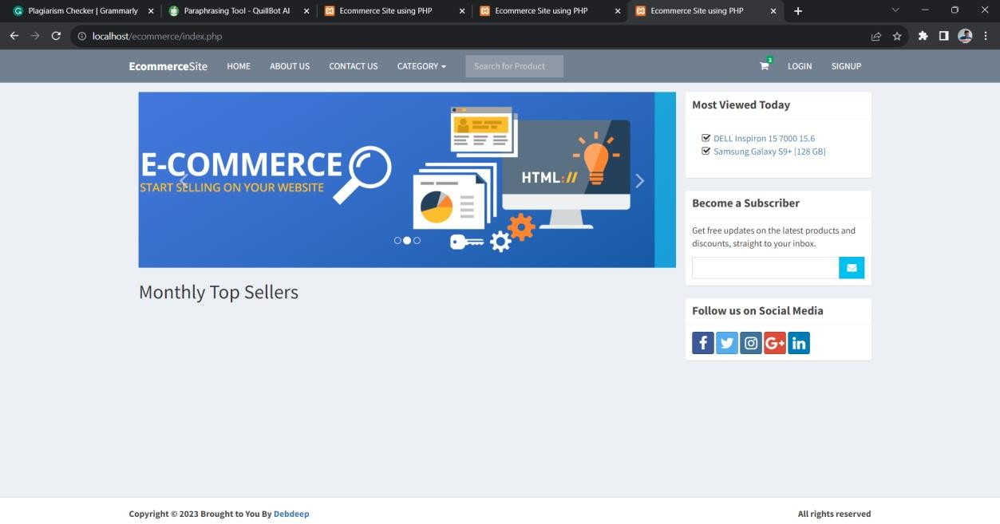 Plagiarism Checker | Grammarly
Paraphrasing Tool - QuillBot AI
Ecommerce Site using PHP
Ecommerce Site using PHP
Ecommerce Site using PHP
localhost/ecommerce/index.php
EcommerceSite HOME ABOUT US CONTACT US CATEGORY Search for Product 2 LOGIN SIGNUP
E-COMMERCE
START SELLING ON YOUR WEBSITE
HTML://
Monthly Top Sellers
Most Viewed Today
DELL Inspiron 15 7000 15.6
Samsung Galaxy S9+ [128 GB]
Become a Subscriber
Get free updates on the latest products and
discounts, straight to your inbox.
Follow us on Social Media
f G+ in
Copyright © 2023 Brought to You By Debdeep
All rights reserved